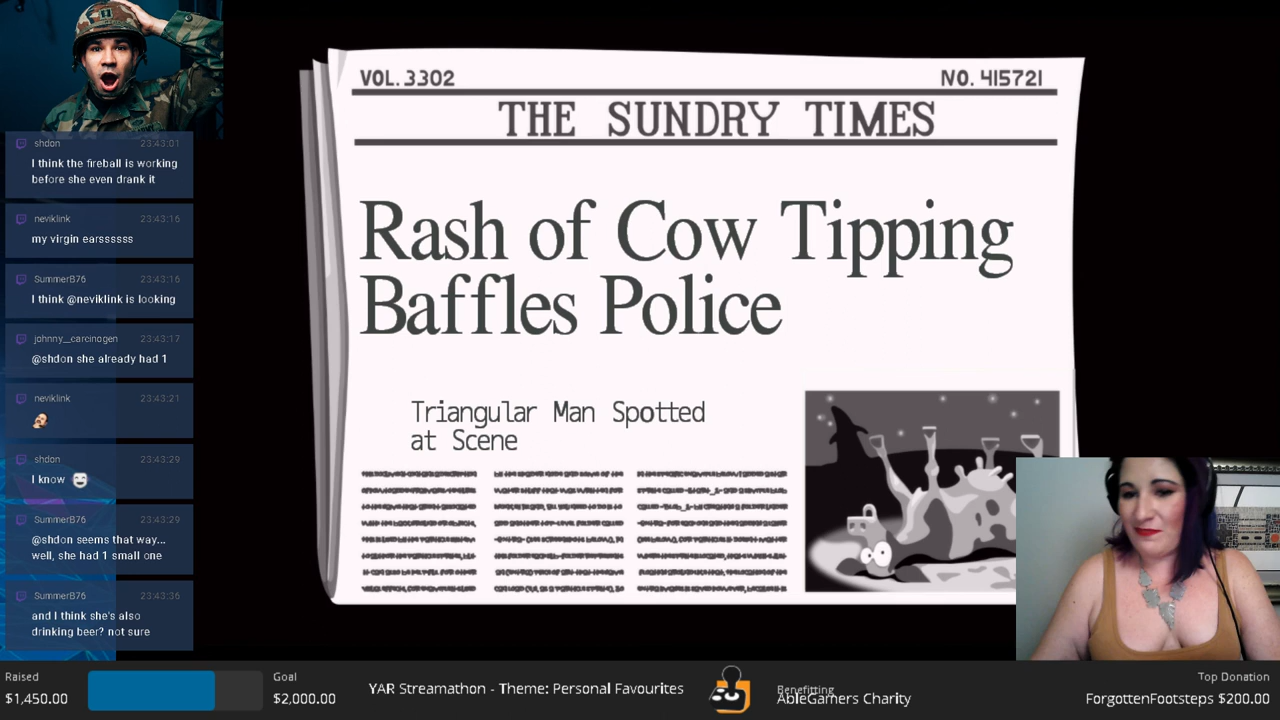 shdon 23:43:01
I think the fireball is working
before she even drank it
neviklink 23:43:16
my virgin earssssss
SummerB76 23:43:16
I think @neviklink is looking
johnny__carcinogen 23:43:17
@shdon she already had 1
neviklink 23:43:21
shdon 23:43:29
I know
SummerB76 23:43:29
@shdon seems that way...
well, she had 1 small one
SummerB76 23:43:36
and I think she's also
drinking beer? not sure
VOL. 3302 NO. 415721
THE SUNDRY TIMES
Rash of Cow Tipping
Baffles Police
Triangular Man Spotted
at Scene
Raised
$1,450.00
Goal
$2,000.00
YAR Streamathon - Theme: Personal Favourites
Benefitting
AbleGamers Charity
Top Donation
ForgottenFootsteps $200.00